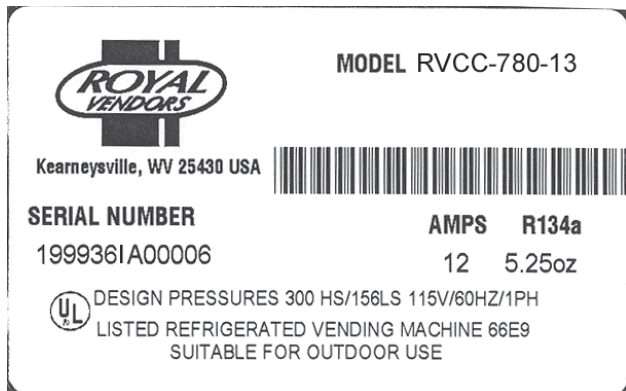 ROYAL
VENDORS
MODEL RVCC-780-13
Kearneysville, WV 25430 USA
SERIAL NUMBER
AMPS R134a
199936IA00006
12 5.25oz
UL
DESIGN PRESSURES 300 HS/156LS 115V/60HZ/1PH
LISTED REFRIGERATED VENDING MACHINE 66E9
SUITABLE FOR OUTDOOR USE